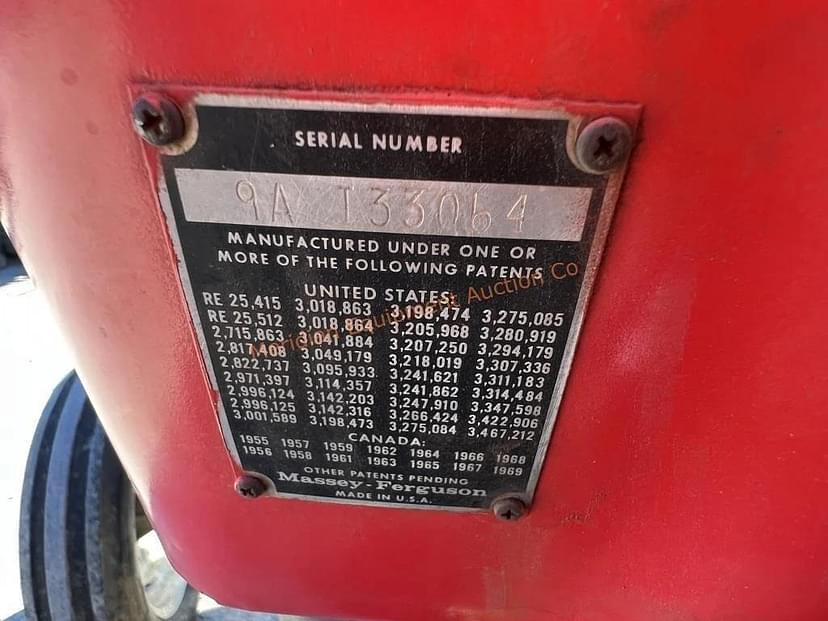 SERIAL NUMBER
9A T33064
MANUFACTURED UNDER ONE OR
MORE OF THE FOLLOWING PATENTS
UNITED STATES:
RE 25,415 3,018,863 3,198,474 3,275,085
RE 25,512 3,018,864 3,205,968 3,280,919
2,715,863 3,041,884 3,207,250 3,294,179
2,817,408 3,049,179 3,218,019 3,307,336
2,822,737 3,095,933 3,241,621 3,311,183
2,971,397 3,114,357 3,241,862 3,314,484
2,996,124 3,142,203 3,247,910 3,347,598
2,996,125 3,142,316 3,266,424 3,422,906
3,001,589 3,198,473 3,275,084 3,467,212
CANADA:
1955 1957 1959 1962 1964 1966 1968
1956 1958 1961 1963 1965 1967 1969
OTHER PATENTS PENDING
Massey-Ferguson
MADE IN U.S.A.
Meridian Equipment Auction Co